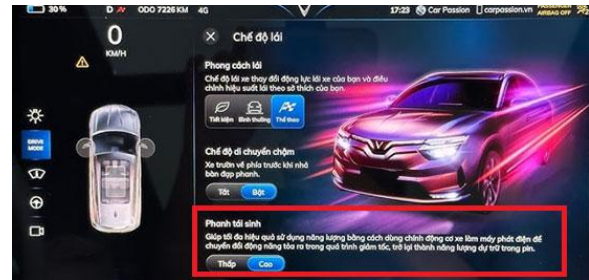 30%
D
ODO 7226 KM
4G
17:23
Car Passion
carpassion.vn
PASSENGER
AIRBAG OFF
0
KM/H
DRIVE
MODE
Chế độ lái
Phong cách lái
Chế độ lái xe thay đổi động lực lái xe của bạn và điều
chỉnh hiệu suất lái theo sở thích của bạn.
Tiết kiệm Bình thường Thể thao
Chế độ di chuyển chậm
Xe trườn về phía trước khi nhả
bàn đạp phanh.
Tắt Bật
Phanh tái sinh
Giúp tối đa hiệu quả sử dụng năng lượng bằng cách dùng chính động cơ xe làm máy phát điện để
chuyển đổi động năng tỏa ra trong quá trình giảm tốc, trở lại thành năng lượng dự trữ trong pin.
Thấp Cao